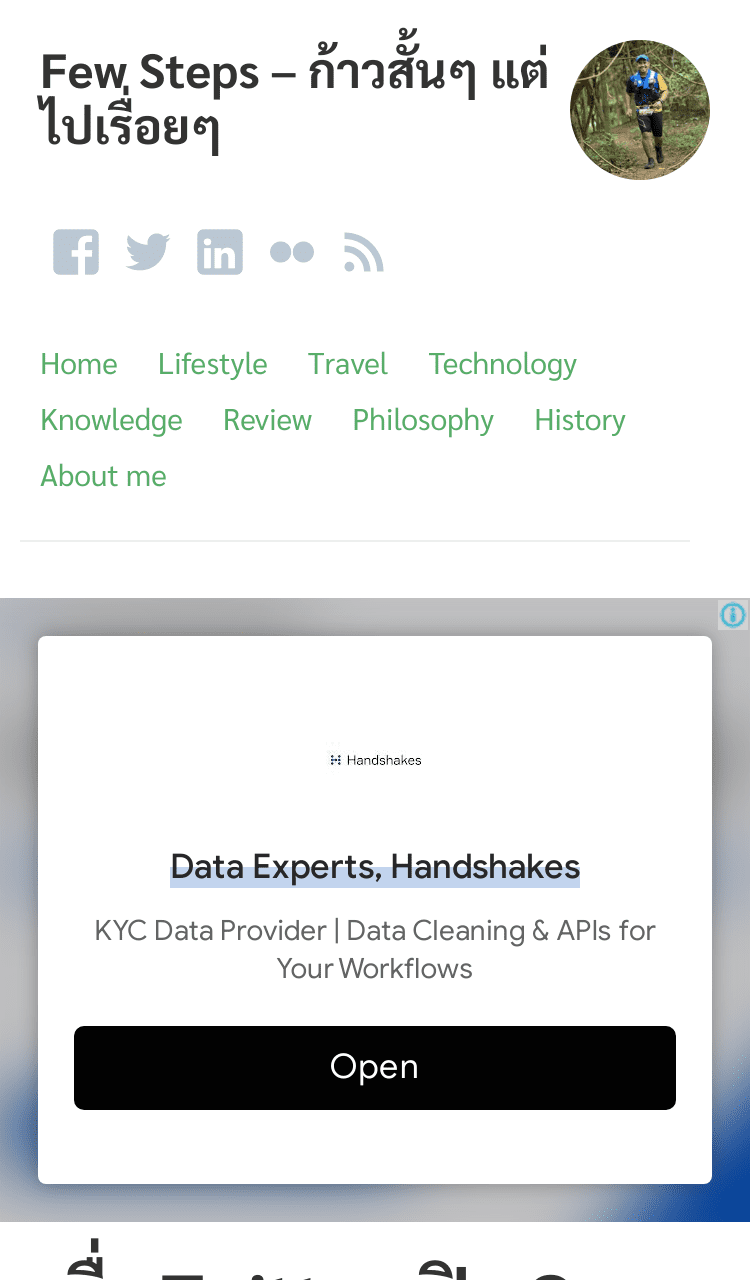 Few Steps – ก้าวสั้นๆ แต่
ไปเรื่อยๆ
Home Lifestyle Travel Technology
Knowledge Review Philosophy History
About me
Handshakes
Data Experts, Handshakes
KYC Data Provider | Data Cleaning & APIs for
Your Workflows
Open